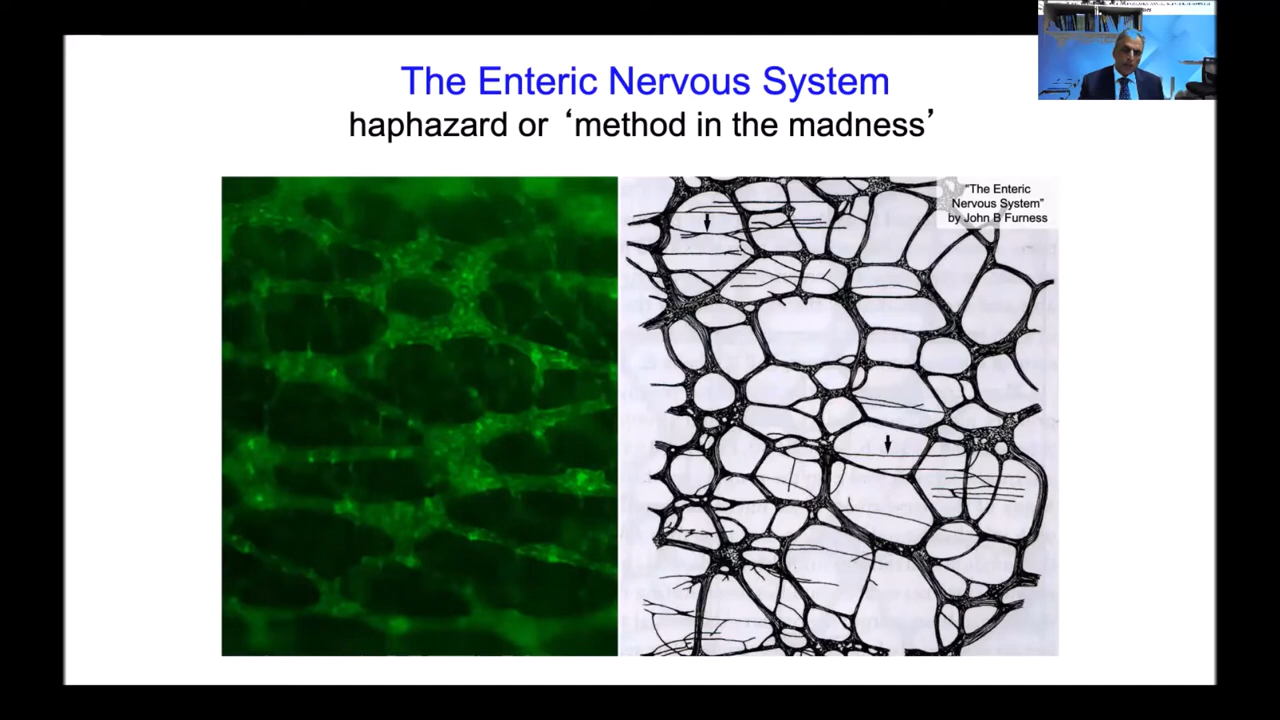 The Enteric Nervous System
haphazard or ‘method in the madness’
"The Enteric
Nervous System”
by John B Furness